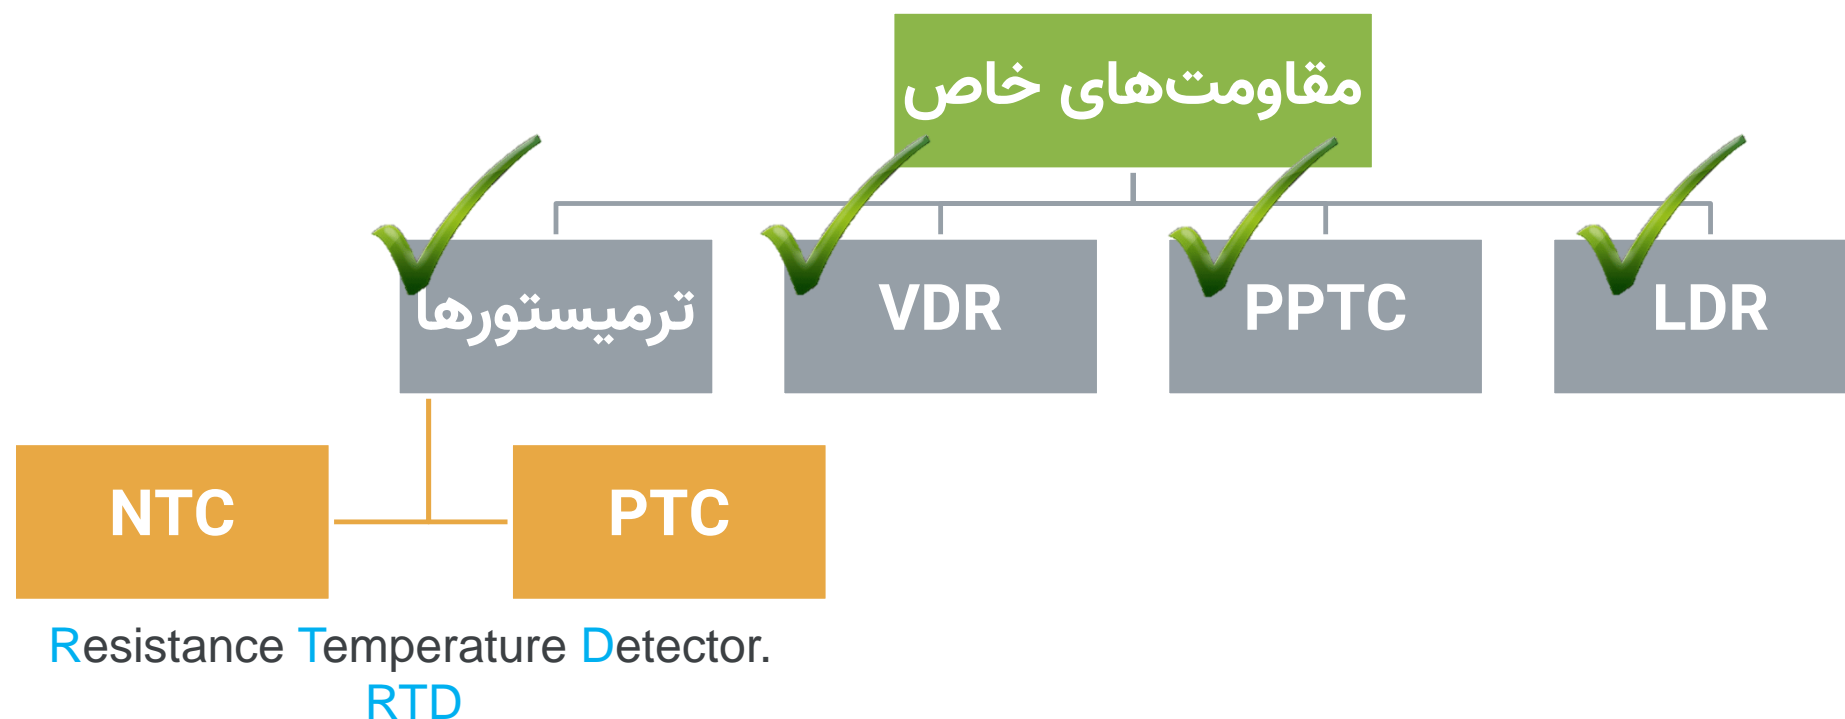 مقاومت‌های خاص
ترمیستورها
VDR
PPTC
LDR
NTC
PTC
Resistance Temperature Detector.
RTD